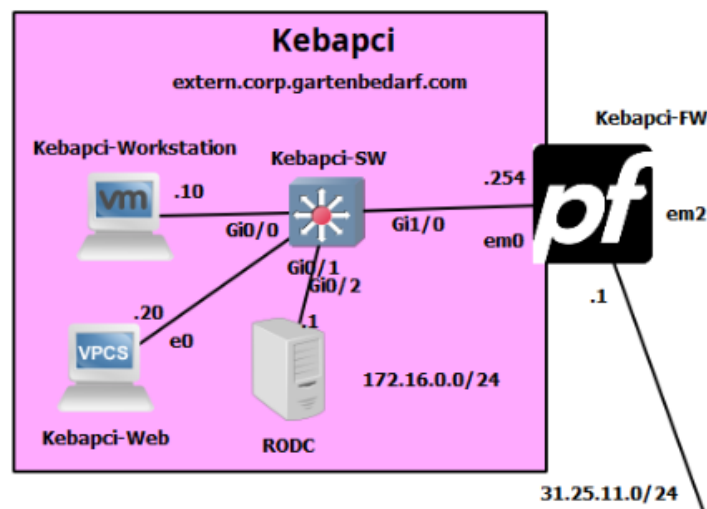 Kebapci
extern.corp.gartenbedarf.com
Kebapci-FW
Kebapci-Workstation
Kebapci-SW
vm
.10
.254
pf
Gi0/0
Gi1/0
em2
em0
Gi0/1
Gi0/2
.20
.1
.1
e0
VPCS
172.16.0.0/24
Kebapci-Web
RODC
31.25.11.0/24